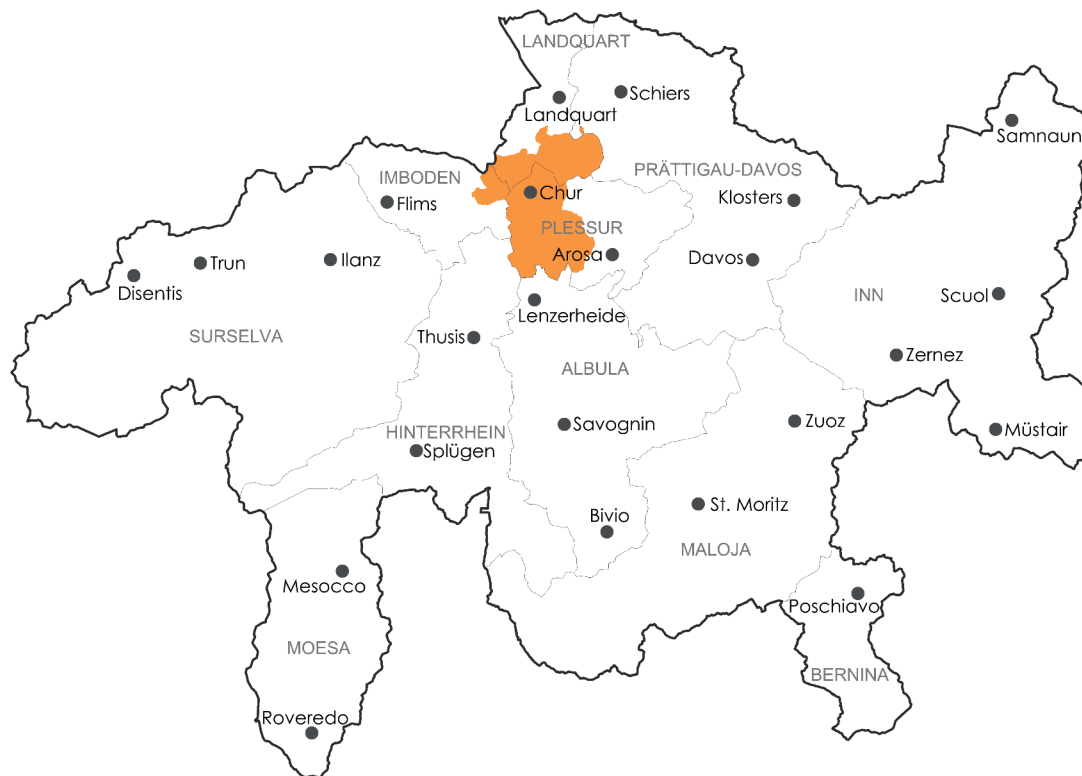 LANDQUART
Schiers
Landquart
Samnaun
PRÄTTIGAU-DAVOS
IMBODEN
Chur
Klosters
Flims
PLESSUR
Arosa
Davos
Ilanz
Trun
Disentis
INN
Scuol
Lenzerheide
SURSELVA
Thusis
Zernez
ALBULA
Savognin
Zuoz
Müstair
HINTERRHEIN
Splügen
St. Moritz
Bivio
MALOJA
Mesocco
Poschiavo
MOESA
BERNINA
Roveredo